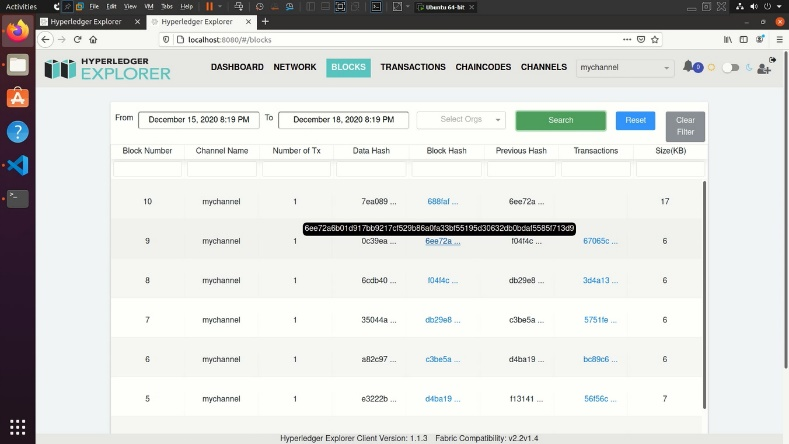 Activities File Edit View VM Tabs Help Ubuntu 64-bit
Hyperledger Explorer Hyperledger Explorer
localhost:8080/#/blocks
HYPERLEDGER
EXPLORER
DASHBOARD NETWORK BLOCKS TRANSACTIONS CHAINCODES CHANNELS mychannel 0
From December 15, 2020 8:19 PM To December 18, 2020 8:19 PM Select Orgs Search Reset Clear Filter
Block Number Channel Name Number of Tx Data Hash Block Hash Previous Hash Transactions Size(KB)
10 mychannel 1 7ea089 ... 688faf ... 6ee72a ... 17
6ee72a6b01d917bb9217cf529b86a0fa33bf55195d30632db0bdaf5585f713d9
9 mychannel 1 0c39ea ... 6ee72a ... f04f4c ... 67065c ... 6
8 mychannel 1 6cdb40 ... f04f4c ... db29e8 ... 3d4a13 ... 6
7 mychannel 1 35044a ... db29e8 ... c3be5a ... 5751fe ... 6
6 mychannel 1 a82c97 ... c3be5a ... d4ba19 ... bc89c6 ... 6
5 mychannel 1 e3222b ... d4ba19 ... f13141 ... 56f56c ... 7
Hyperledger Explorer Client Version: 1.1.3 Fabric Compatibility: v2.2v1.4